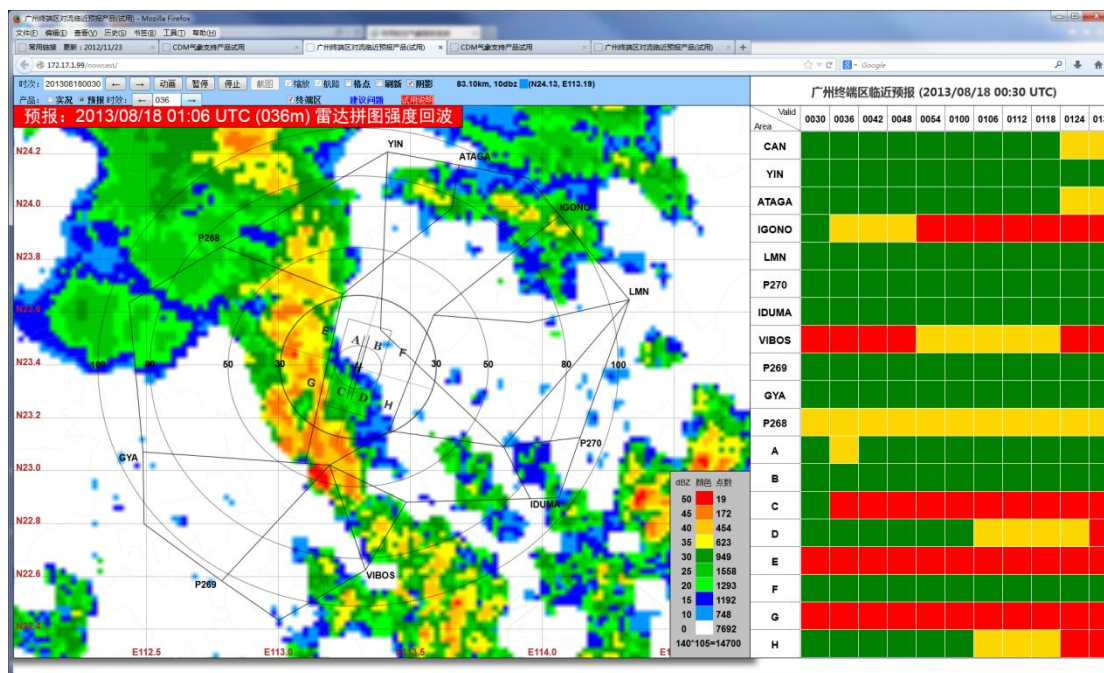 广州终端区对流临近预报产品(试用) - Mozilla Firefox
文件(F) 编辑(E) 查看(V) 历史(S) 书签(B) 工具(T) 帮助(H)
常用链接 更新:2012/11/23 × CDM气象支持产品试用 × 广州终端区对流临近预报产品(试用) × CDM气象支持产品试用 × 广州终端区对流临近预报产品(试用) × +
172.17.1.99/nowcast/ Google
时次: 201308180030 ← → 动画 暂停 停止 截图 缩放 航路 格点 刷新 阴影 83.10km, 10dbz (N24.13, E113.19)
产品: 实况 预报 时效: ← 036 → 终端区 建议问题 试用说明
预报:2013/08/18 01:06 UTC (036m) 雷达拼图强度回波
N24.2
N24.0
N23.8
N23.6
N23.4
N23.2
N23.0
N22.8
N22.6
N22.4
YIN
ATAGA
IGONO
P268
LMN
E A B F
100 80 50 30 30 50 80 100
G C D H
GYA
P270
IDUMA
VIBOS
P269
E112.5 E113.0 E113.5 E114.0
dBZ 颜色 点数
50 19
45 172
40 454
35 623
30 949
25 1558
20 1293
15 1192
10 748
0 7692
140*105=14700
广州终端区临近预报 (2013/08/18 00:30 UTC)
Valid
Area
0030 0036 0042 0048 0054 0100 0106 0112 0118 0124
CAN
YIN
ATAGA
IGONO
LMN
P270
IDUMA
VIBOS
P269
GYA
P268
A
B
C
D
E
F
G
H